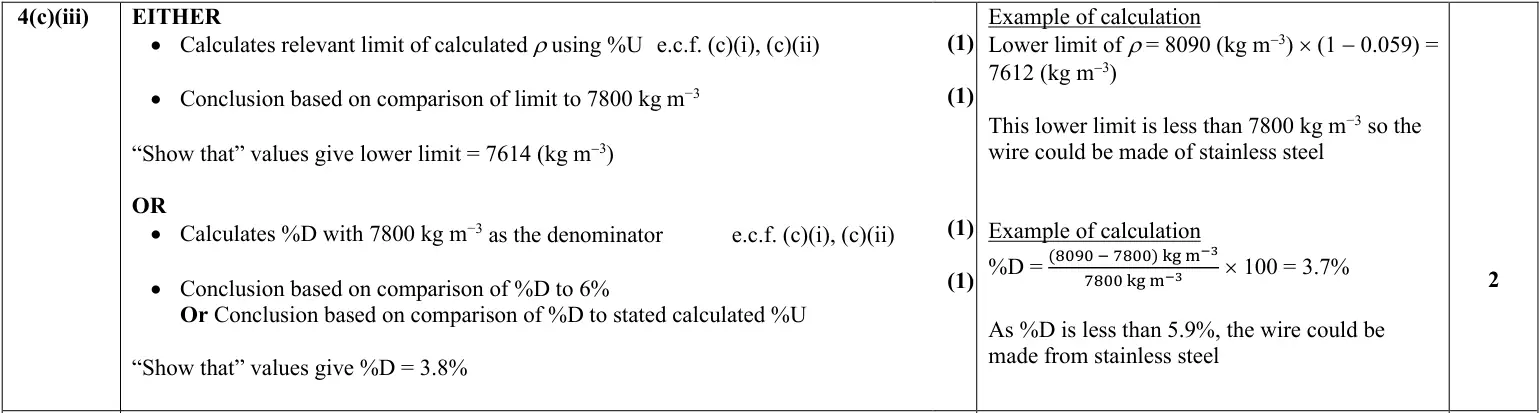 4(c)(iii)
EITHER
• Calculates relevant limit of calculated ρ using %U e.c.f. (c)(i), (c)(ii) (1)
• Conclusion based on comparison of limit to 7800 kg m⁻³ (1)
“Show that” values give lower limit = 7614 (kg m⁻³)
OR
• Calculates %D with 7800 kg m⁻³ as the denominator e.c.f. (c)(i), (c)(ii) (1)
• Conclusion based on comparison of %D to 6% (1)
Or Conclusion based on comparison of %D to stated calculated %U
“Show that” values give %D = 3.8%
Example of calculation
Lower limit of ρ = 8090 (kg m⁻³) × (1 − 0.059) =
7612 (kg m⁻³)
This lower limit is less than 7800 kg m⁻³ so the
wire could be made of stainless steel
Example of calculation
%D = (8090 − 7800) kg m⁻³ / 7800 kg m⁻³ × 100 = 3.7%
As %D is less than 5.9%, the wire could be
made from stainless steel
2